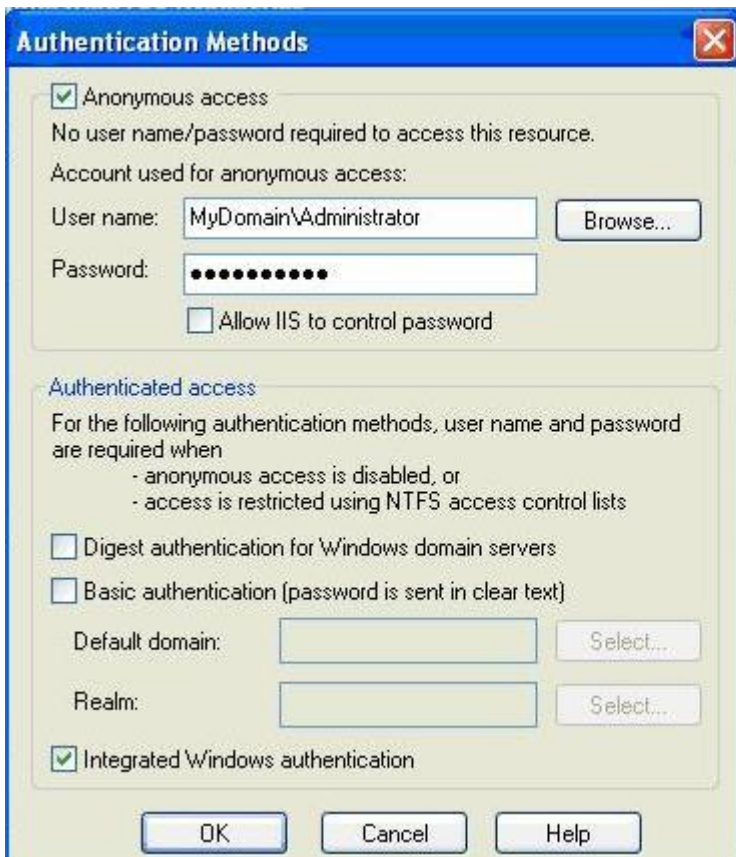 Authentication Methods
Anonymous access
No user name/password required to access this resource.
Account used for anonymous access:
User name: MyDomain\Administrator Browse...
Password: ●●●●●●●●●●
Allow IIS to control password
Authenticated access
For the following authentication methods, user name and password
are required when
- anonymous access is disabled, or
- access is restricted using NTFS access control lists
Digest authentication for Windows domain servers
Basic authentication (password is sent in clear text)
Default domain: Select...
Realm: Select...
Integrated Windows authentication
OK Cancel Help